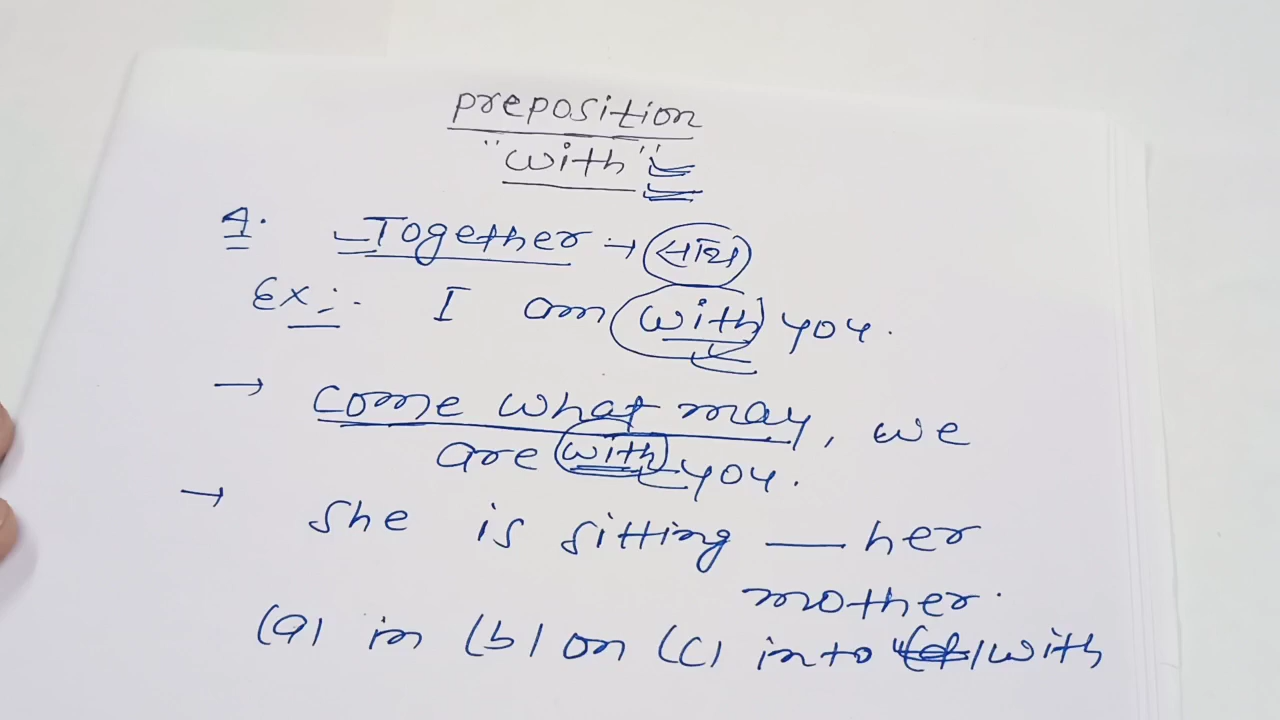 preposition
"with"
1. Together → साथ
Ex:- I am with you.
→ come what may, we
are with you.
→ She is sitting — her
mother.
(a) in (b) on (c) into (d) with